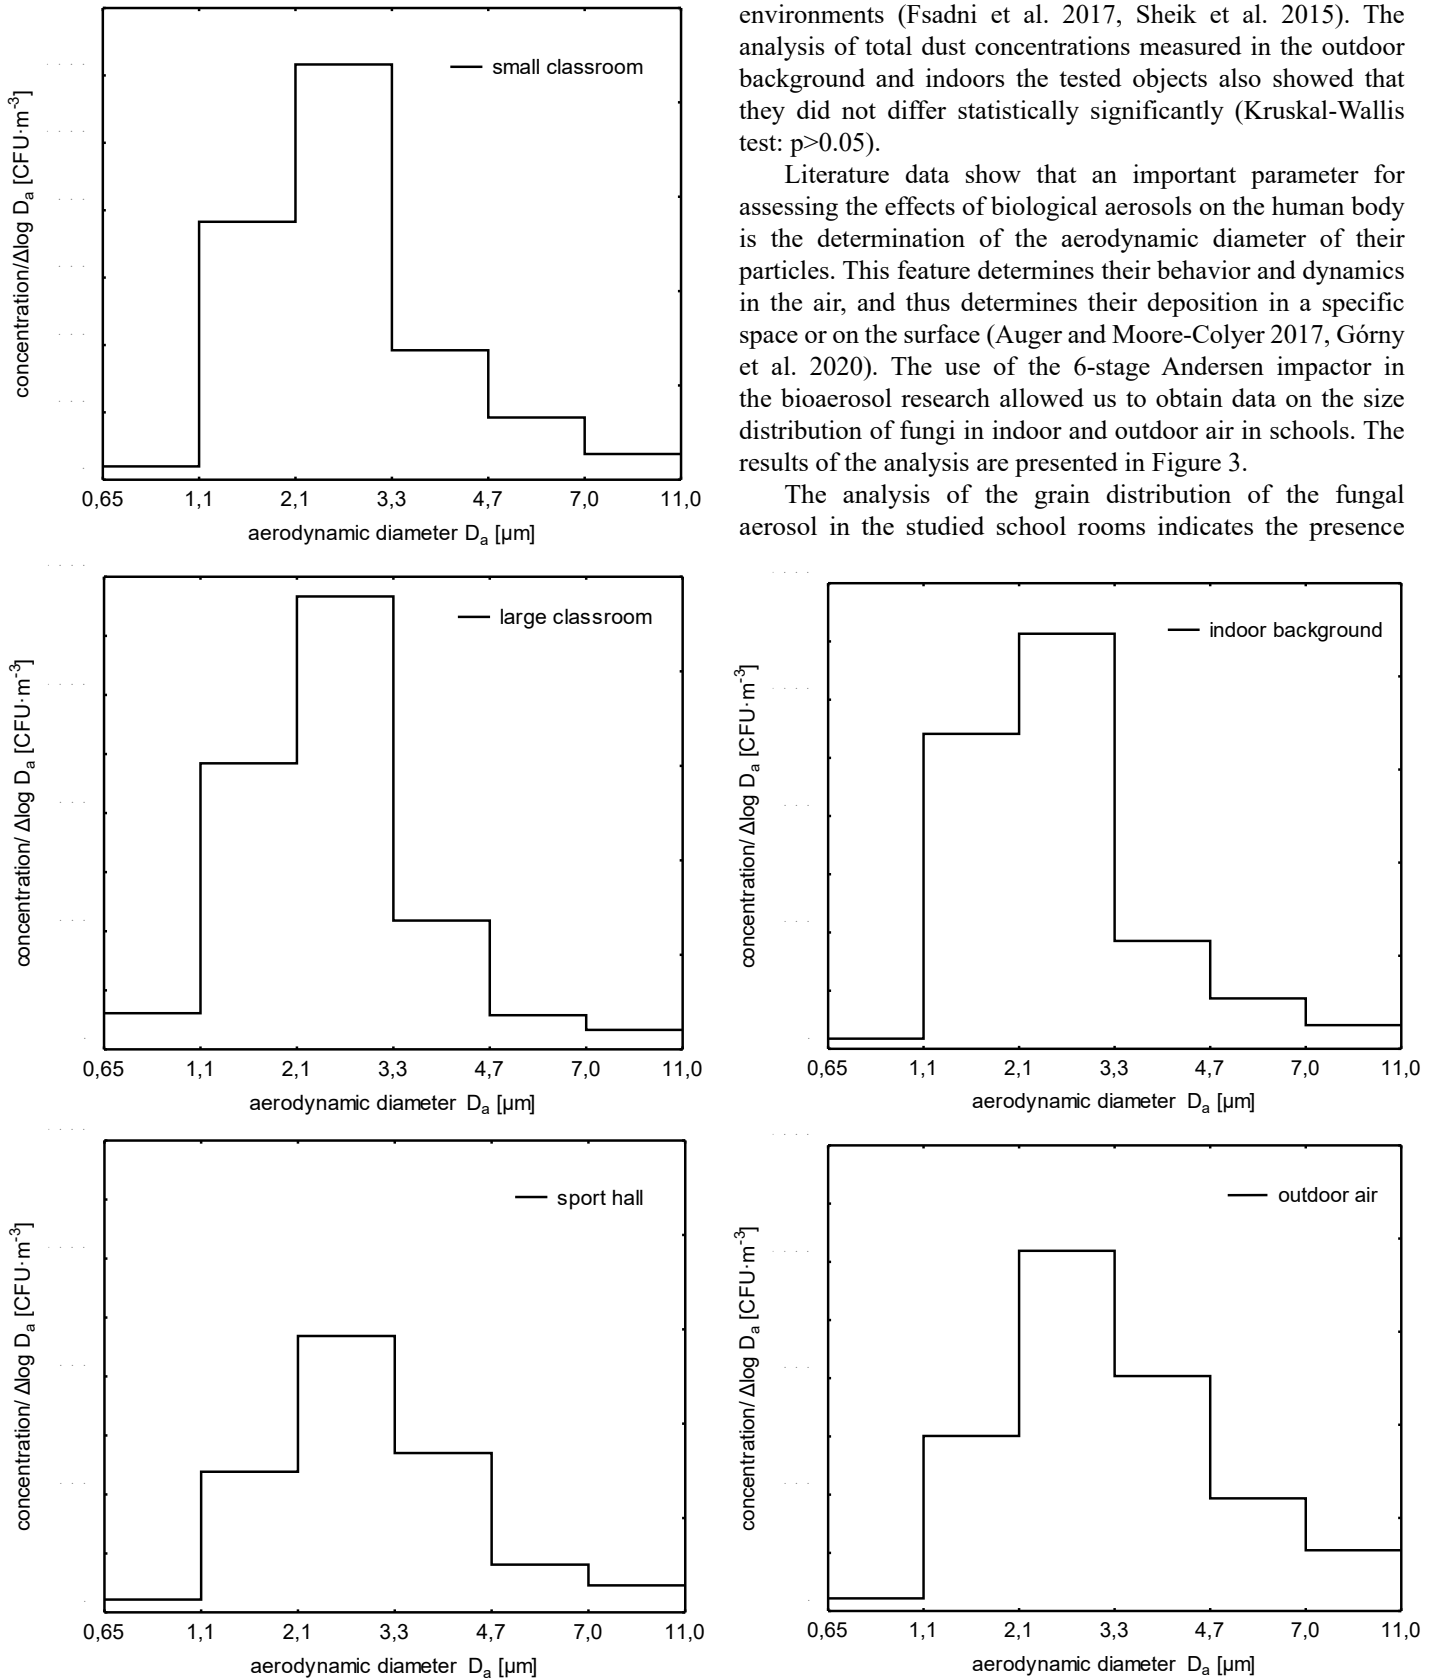 environments (Fsadni et al. 2017, Sheik et al. 2015). The
analysis of total dust concentrations measured in the outdoor
background and indoors the tested objects also showed that
they did not differ statistically significantly (Kruskal-Wallis
test: p>0.05).
Literature data show that an important parameter for
assessing the effects of biological aerosols on the human body
is the determination of the aerodynamic diameter of their
particles. This feature determines their behavior and dynamics
in the air, and thus determines their deposition in a specific
space or on the surface (Auger and Moore-Colyer 2017, Górny
et al. 2020). The use of the 6-stage Andersen impactor in
the bioaerosol research allowed us to obtain data on the size
distribution of fungi in indoor and outdoor air in schools. The
results of the analysis are presented in Figure 3.
The analysis of the grain distribution of the fungal
aerosol in the studied school rooms indicates the presence
small classroom
concentration/Δlog Da [CFU·m-3]
0,65 1,1 2,1 3,3 4,7 7,0 11,0
aerodynamic diameter Da [µm]
large classroom
concentration/ Δlog Da [CFU·m-3]
0,65 1,1 2,1 3,3 4,7 7,0 11,0
aerodynamic diameter Da [µm]
indoor background
concentration/ Δlog Da [CFU·m-3]
0,65 1,1 2,1 3,3 4,7 7,0 11,0
aerodynamic diameter Da [µm]
sport hall
concentration/ Δlog Da [CFU·m-3]
0,65 1,1 2,1 3,3 4,7 7,0 11,0
aerodynamic diameter Da [µm]
outdoor air
concentration/ Δlog Da [CFU·m-3]
0,65 1,1 2,1 3,3 4,7 7,0 11,0
aerodynamic diameter Da [µm]